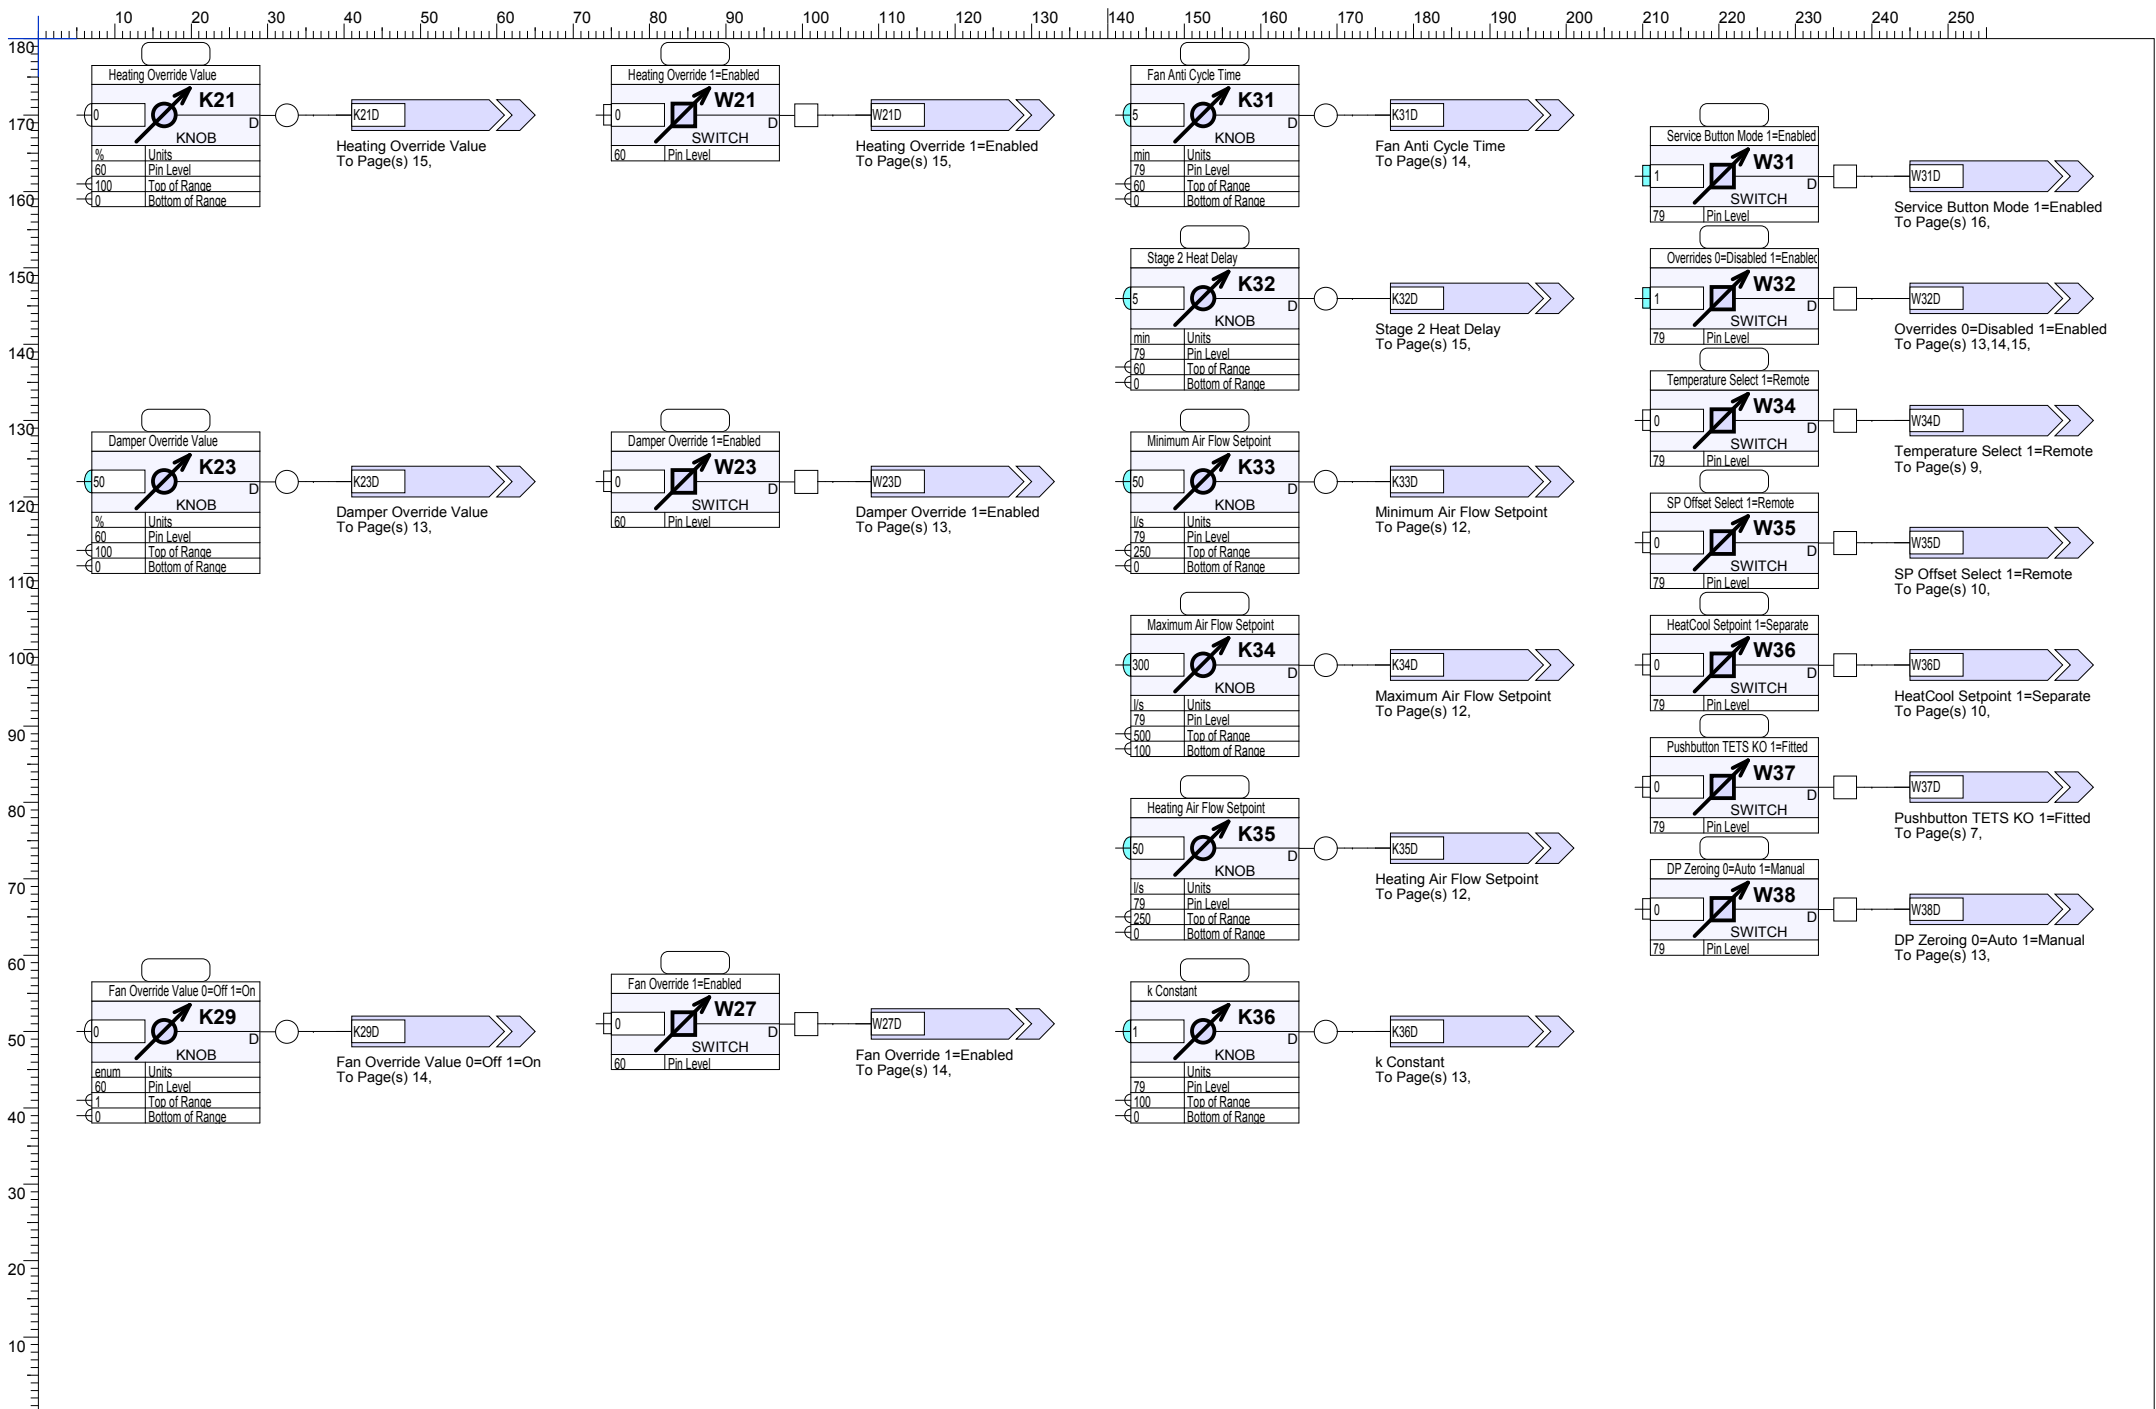 10 20 30 40 50 60 70 80 90 100 110 120 130 140 150 160 170 180 190 200 210 220 230 240 250
180
170
160
150
140
130
120
110
100
90
80
70
60
50
40
30
20
10
Heating Override Value
K21
0
D
KNOB
% Units
60 Pin Level
100 Top of Range
0 Bottom of Range
K21D
Heating Override Value
To Page(s) 15,
Damper Override Value
K23
50
D
KNOB
% Units
60 Pin Level
100 Top of Range
0 Bottom of Range
K23D
Damper Override Value
To Page(s) 13,
Fan Override Value 0=Off 1=On
K29
0
D
KNOB
enum Units
60 Pin Level
1 Top of Range
0 Bottom of Range
K29D
Fan Override Value 0=Off 1=On
To Page(s) 14,
Heating Override 1=Enabled
W21
0
D
SWITCH
60 Pin Level
W21D
Heating Override 1=Enabled
To Page(s) 15,
Damper Override 1=Enabled
W23
0
D
SWITCH
60 Pin Level
W23D
Damper Override 1=Enabled
To Page(s) 13,
Fan Override 1=Enabled
W27
0
D
SWITCH
60 Pin Level
W27D
Fan Override 1=Enabled
To Page(s) 14,
Fan Anti Cycle Time
K31
5
D
KNOB
min Units
79 Pin Level
60 Top of Range
0 Bottom of Range
K31D
Fan Anti Cycle Time
To Page(s) 14,
Stage 2 Heat Delay
K32
5
D
KNOB
min Units
79 Pin Level
60 Top of Range
0 Bottom of Range
K32D
Stage 2 Heat Delay
To Page(s) 15,
Minimum Air Flow Setpoint
K33
50
D
KNOB
l/s Units
79 Pin Level
250 Top of Range
0 Bottom of Range
K33D
Minimum Air Flow Setpoint
To Page(s) 12,
Maximum Air Flow Setpoint
K34
300
D
KNOB
l/s Units
79 Pin Level
500 Top of Range
100 Bottom of Range
K34D
Maximum Air Flow Setpoint
To Page(s) 12,
Heating Air Flow Setpoint
K35
50
D
KNOB
l/s Units
79 Pin Level
250 Top of Range
0 Bottom of Range
K35D
Heating Air Flow Setpoint
To Page(s) 12,
k Constant
K36
1
D
KNOB
Units
79 Pin Level
100 Top of Range
0 Bottom of Range
K36D
k Constant
To Page(s) 13,
Service Button Mode 1=Enabled
W31
1
D
SWITCH
79 Pin Level
W31D
Service Button Mode 1=Enabled
To Page(s) 16,
Overrides 0=Disabled 1=Enabled
W32
1
D
SWITCH
79 Pin Level
W32D
Overrides 0=Disabled 1=Enabled
To Page(s) 13,14,15,
Temperature Select 1=Remote
W34
0
D
SWITCH
79 Pin Level
W34D
Temperature Select 1=Remote
To Page(s) 9,
SP Offset Select 1=Remote
W35
0
D
SWITCH
79 Pin Level
W35D
SP Offset Select 1=Remote
To Page(s) 10,
HeatCool Setpoint 1=Separate
W36
0
D
SWITCH
79 Pin Level
W36D
HeatCool Setpoint 1=Separate
To Page(s) 10,
Pushbutton TETS KO 1=Fitted
W37
0
D
SWITCH
79 Pin Level
W37D
Pushbutton TETS KO 1=Fitted
To Page(s) 7,
DP Zeroing 0=Auto 1=Manual
W38
0
D
SWITCH
79 Pin Level
W38D
DP Zeroing 0=Auto 1=Manual
To Page(s) 13,